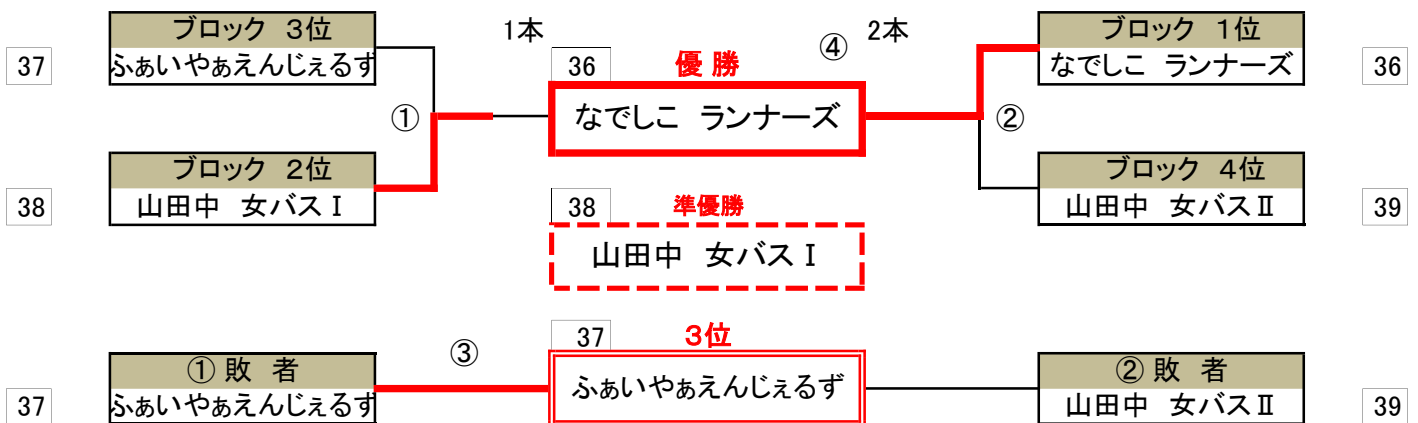 ブロック 3位
1本
④
2本
ブロック 1位
37
ふぁいやぁえんじぇるず
36
優 勝
なでしこ ランナーズ
36
①
なでしこ ランナーズ
②
ブロック 2位
ブロック 4位
38
山田中 女バスⅠ
38
準優勝
山田中 女バスⅡ
39
山田中 女バスⅠ
37
3位
① 敗 者
③
② 敗 者
37
ふぁいやぁえんじぇるず
ふぁいやぁえんじぇるず
山田中 女バスⅡ
39